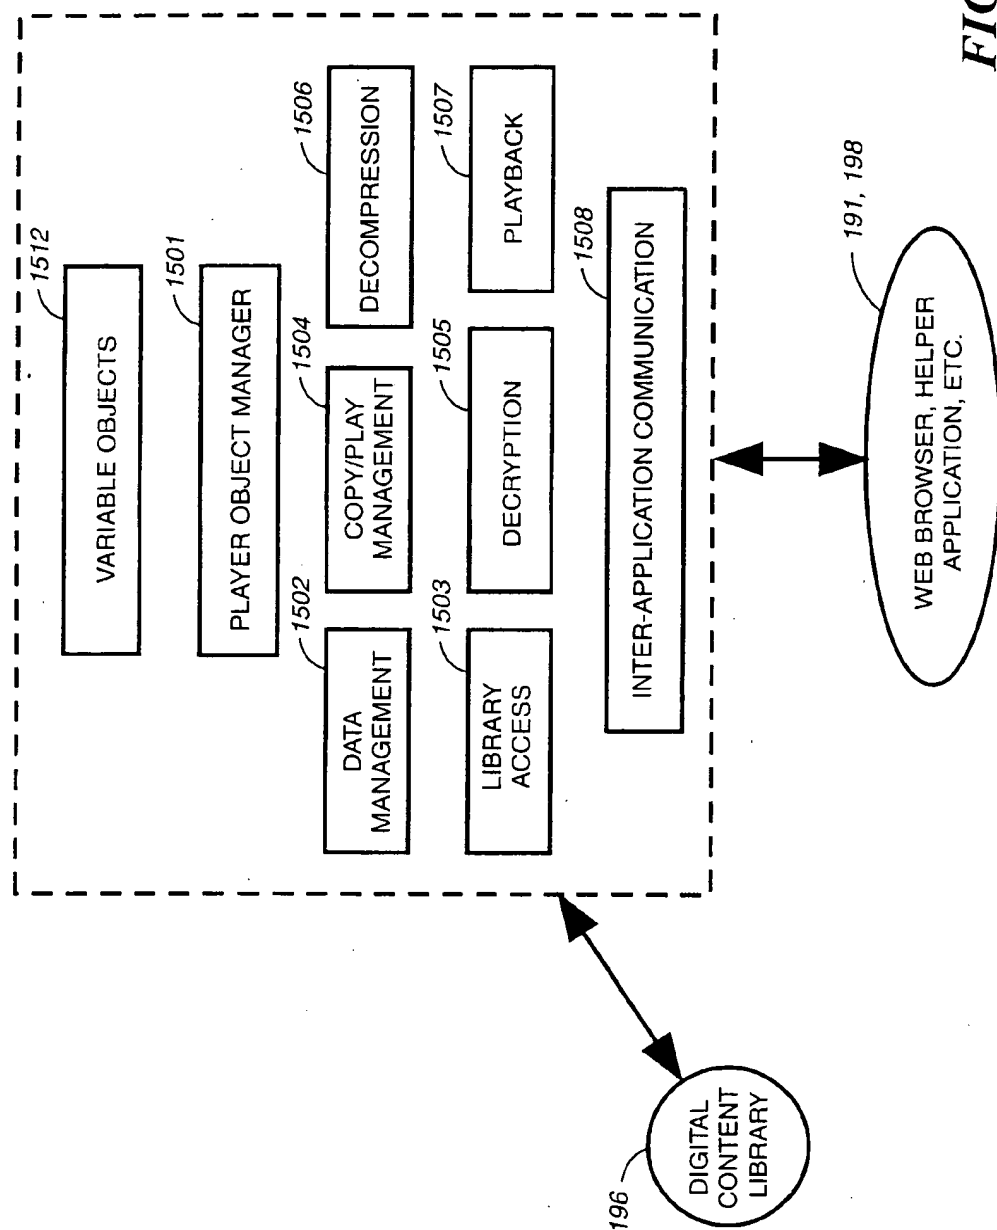 1512
VARIABLE OBJECTS
1501
PLAYER OBJECT MANAGER
1502
DATA
MANAGEMENT
1504
COPY/PLAY
MANAGEMENT
1506
DECOMPRESSION
1503
LIBRARY
ACCESS
1505
DECRYPTION
1507
PLAYBACK
1508
INTER-APPLICATION COMMUNICATION
196
DIGITAL
CONTENT
LIBRARY
191, 198
WEB BROWSER, HELPER
APPLICATION, ETC.